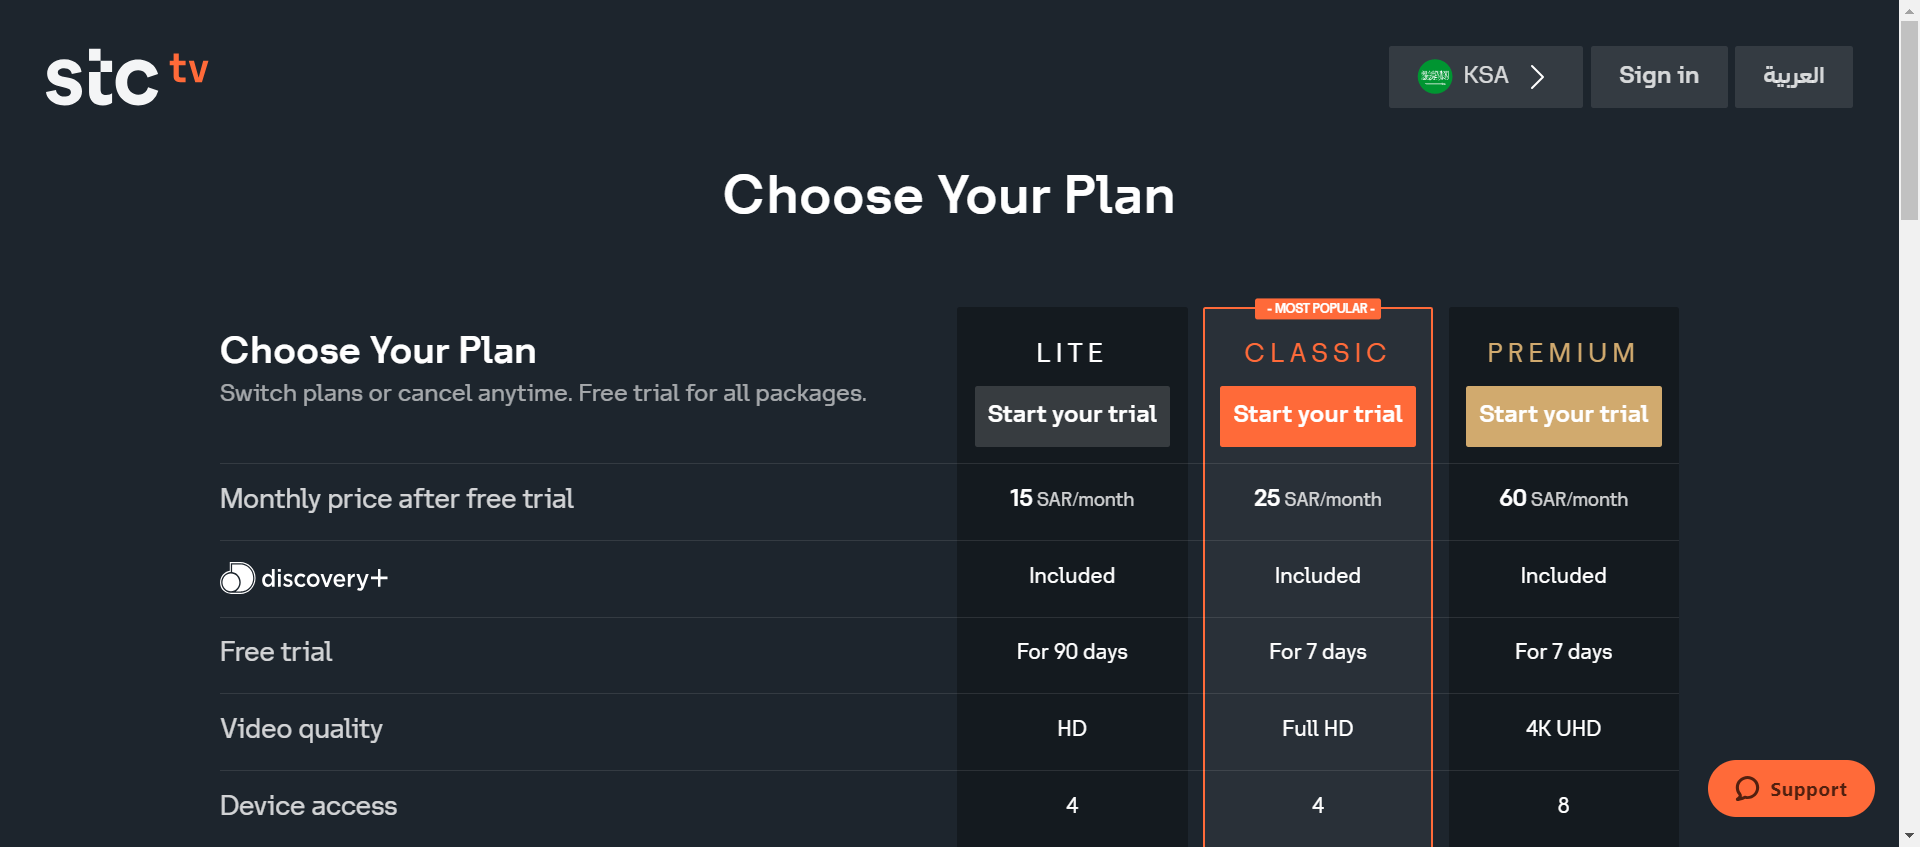 stc tv
KSA
Sign in
العربية
Choose Your Plan
- MOST POPULAR -
Choose Your Plan
Switch plans or cancel anytime. Free trial for all packages.
LITE
CLASSIC
PREMIUM
Start your trial
Start your trial
Start your trial
Monthly price after free trial
15 SAR/month
25 SAR/month
60 SAR/month
discovery+
Included
Included
Included
Free trial
For 90 days
For 7 days
For 7 days
Video quality
HD
Full HD
4K UHD
Device access
4
4
8
Support